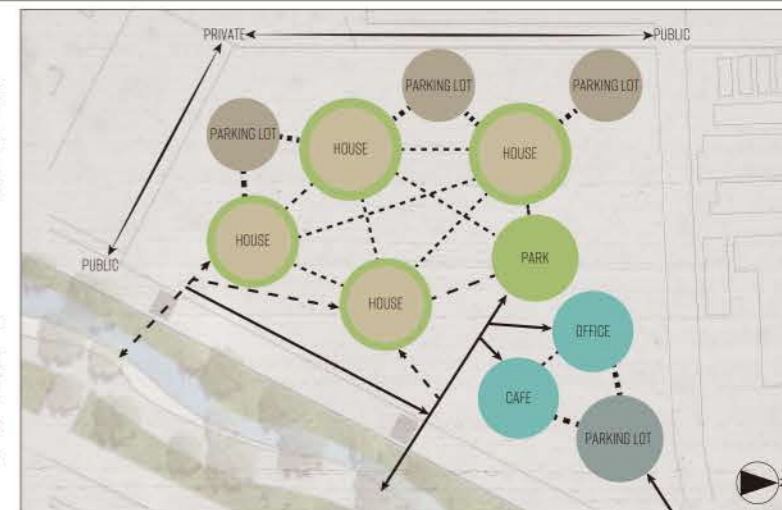 PRIVATE
PUBLIC
PARKING LOT
PARKING LOT
PARKING LOT
HOUSE
HOUSE
HOUSE
PARK
PUBLIC
HOUSE
OFFICE
CAFE
PARKING LOT